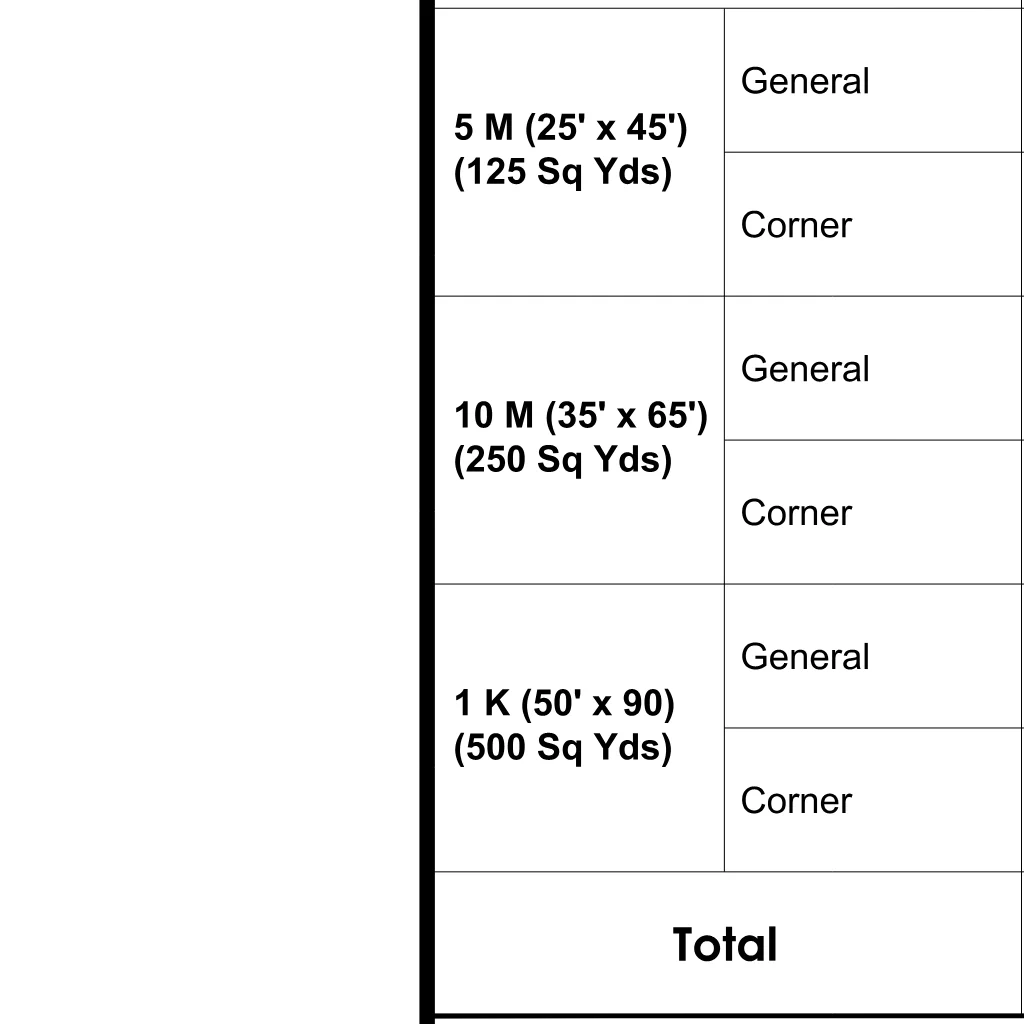 5 M (25' x 45')
(125 Sq Yds)
General
Corner
10 M (35' x 65')
(250 Sq Yds)
General
Corner
1 K (50' x 90)
(500 Sq Yds)
General
Corner
Total